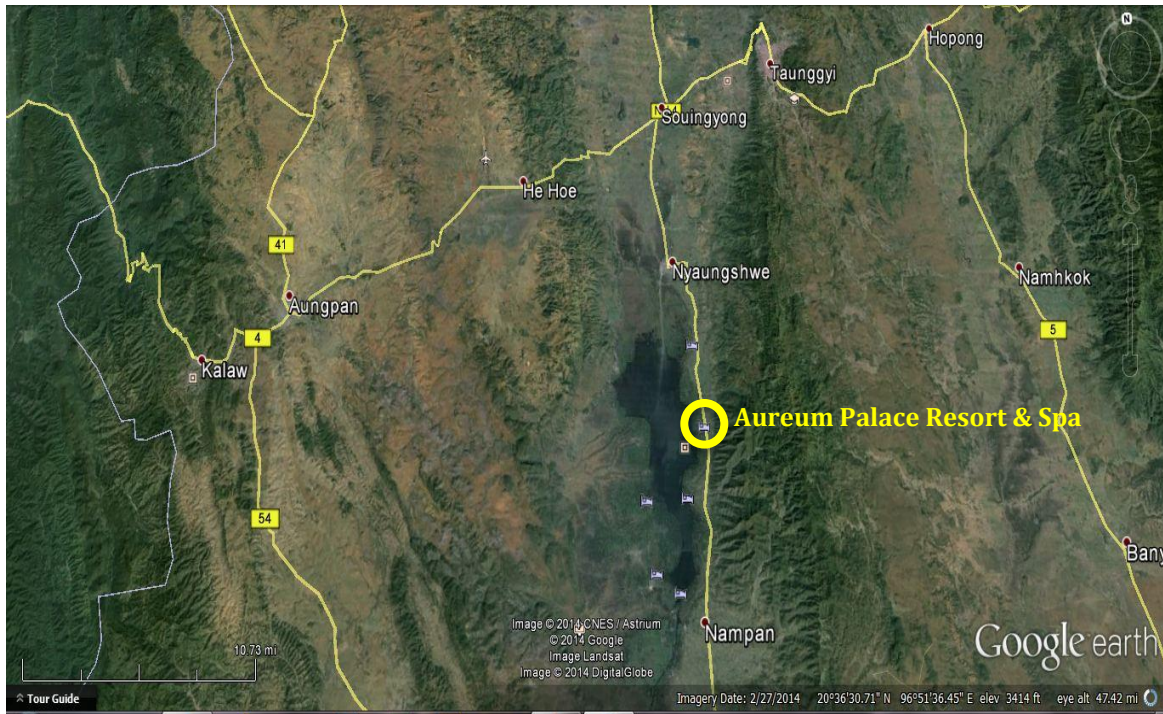 N
Hopong
Taunggyi
Souingyong
He Hoe
41
Nyaungshwe
Namhkok
Aungpan
4
5
Kalaw
Aureum Palace Resort & Spa
54
Bany
Nampan
Image © 2014 CNES / Astrium
© 2014 Google
Image Landsat
Image © 2014 DigitalGlobe
Google earth
10.73 mi
Tour Guide
Imagery Date: 2/27/2014 20°36'30.71" N 96°51'36.45" E elev 3414 ft eye alt 47.42 mi